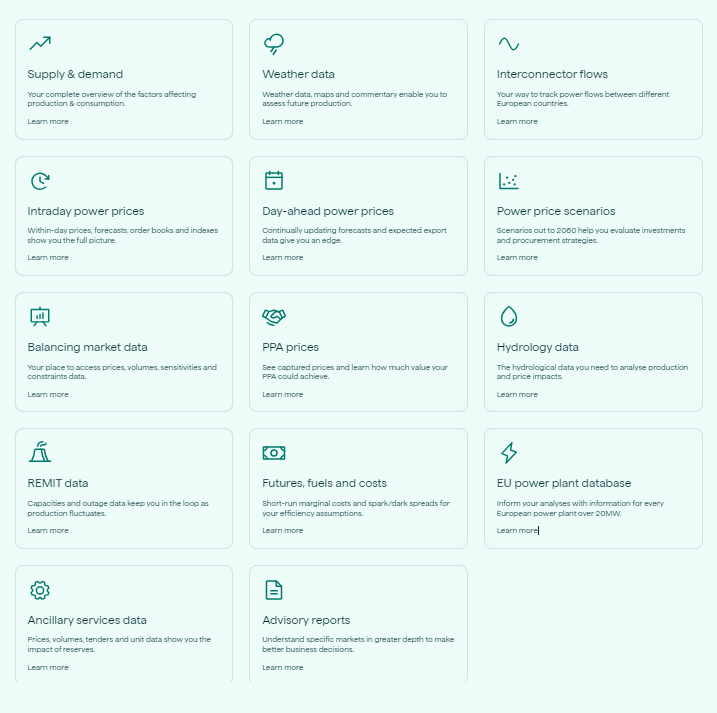 Supply & demand
Your complete overview of the factors affecting
production & consumption.
Learn more
Weather data
Weather data, maps and commentary enable you to
assess future production.
Learn more
Interconnector flows
Your way to track power flows between different
European countries.
Learn more
Intraday power prices
Within-day prices, forecasts, order books and indexes
show you the full picture.
Learn more
Day-ahead power prices
Continually updating forecasts and expected export
data give you an edge.
Learn more
Power price scenarios
Scenarios out to 2060 help you evaluate investments
and procurement strategies.
Learn more
Balancing market data
Your place to access prices, volumes, sensitivities and
constraints data.
Learn more
PPA prices
See captured prices and learn how much value your
PPA could achieve.
Learn more
Hydrology data
The hydrological data you need to analyse production
and price impacts.
Learn more
REMIT data
Capacities and outage data keep you in the loop as
production fluctuates.
Learn more
Futures, fuels and costs
Short-run marginal costs and spark/dark spreads for
your efficiency assumptions.
Learn more
EU power plant database
Inform your analyses with information for every
European power plant over 20MW.
Learn more
Ancillary services data
Prices, volumes, tenders and unit data show you the
impact of reserves.
Learn more
Advisory reports
Understand specific markets in greater depth to make
better business decisions.
Learn more